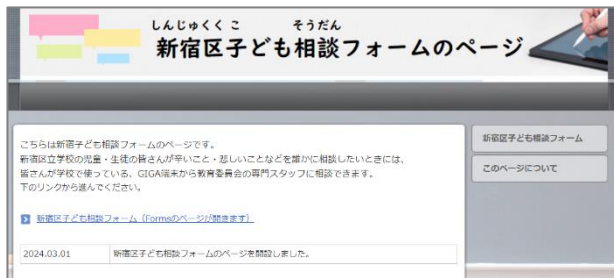 しんじゅくく こ そうだん
新宿区子ども相談フォームのページ
こちらは新宿子ども相談フォームのページです。
新宿区立学校の児童・生徒の皆さんが辛いこと・悲しいことなどを誰かに相談したいときには、
皆さんが学校で使っている、GIGA端末から教育委員会の専門スタッフに相談できます。
下のリンクから進んでください。
新宿区子ども相談フォーム（Formsのページが開きます）
2024.03.01 新宿区子ども相談フォームのページを開設しました。
新宿区子ども相談フォーム
このページについて